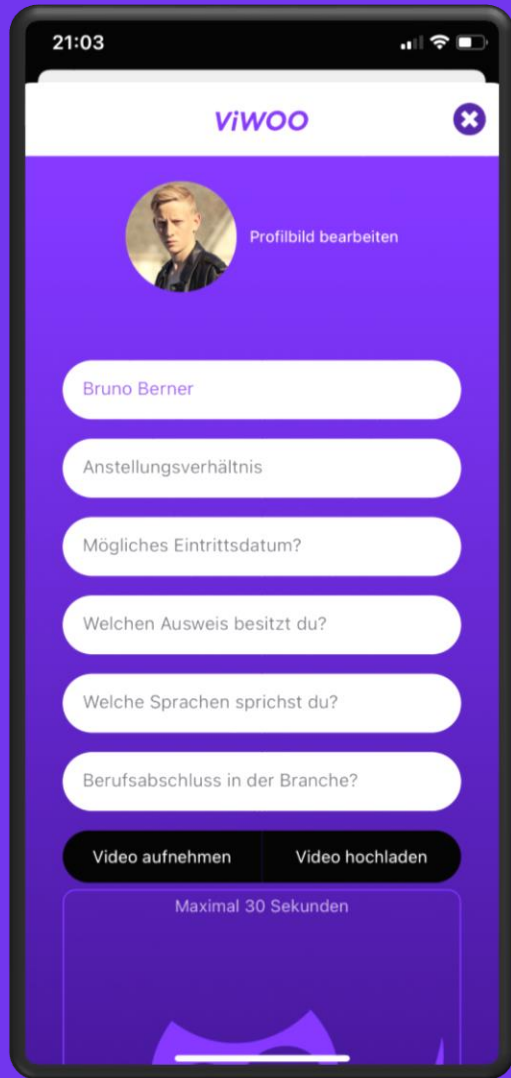 21:03
ViWOO
Profilbild bearbeiten
Bruno Berner
Anstellungsverhältnis
Mögliches Eintrittsdatum?
Welchen Ausweis besitzt du?
Welche Sprachen sprichst du?
Berufsabschluss in der Branche?
Video aufnehmen Video hochladen
Maximal 30 Sekunden